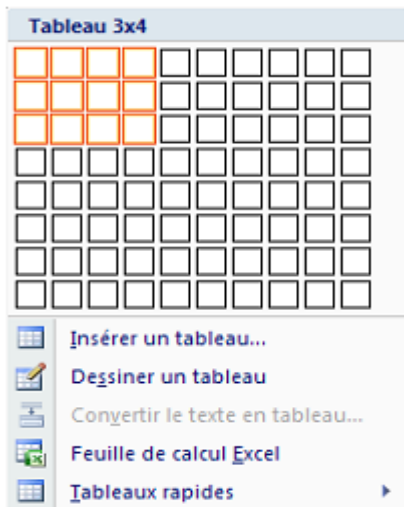 Tableau 3x4
Insérer un tableau...
Dessiner un tableau
Convertir le texte en tableau...
Feuille de calcul Excel
Tableaux rapides